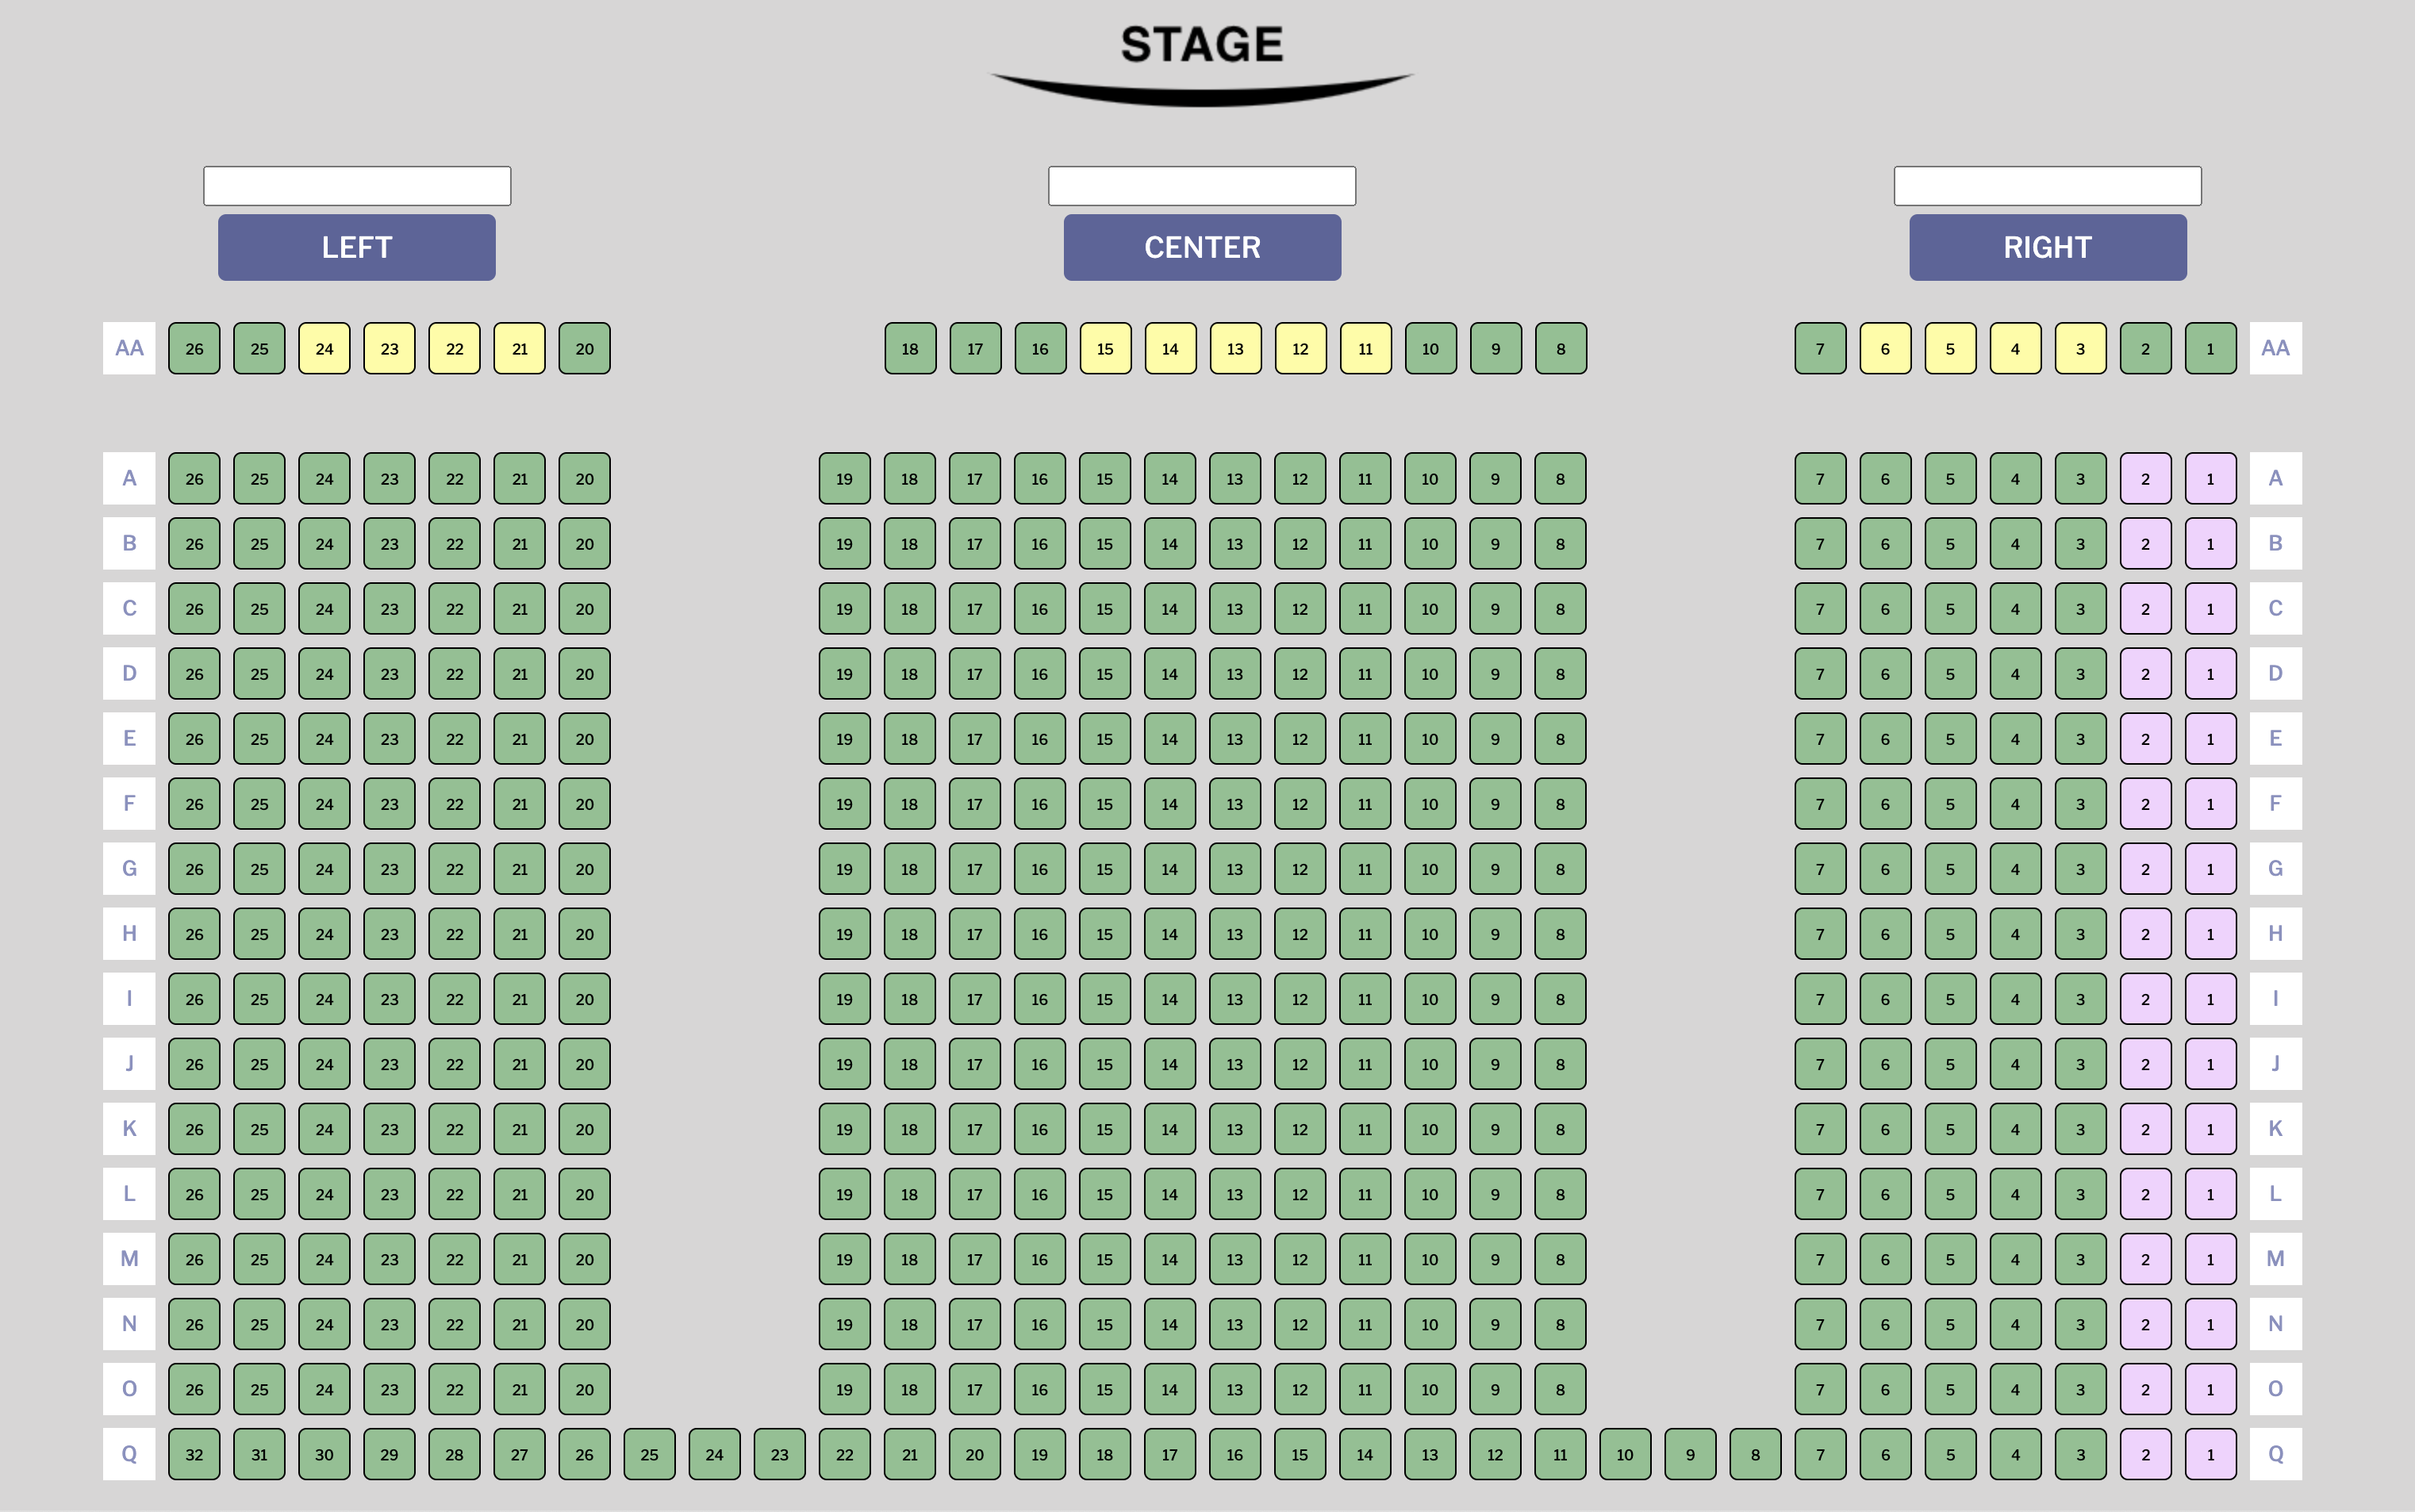 STAGE
LEFT CENTER RIGHT
AA 26 25 24 23 22 21 20 18 17 16 15 14 13 12 11 10 9 8 7 6 5 4 3 2 1 AA
A 26 25 24 23 22 21 20 19 18 17 16 15 14 13 12 11 10 9 8 7 6 5 4 3 2 1 A
B 26 25 24 23 22 21 20 19 18 17 16 15 14 13 12 11 10 9 8 7 6 5 4 3 2 1 B
C 26 25 24 23 22 21 20 19 18 17 16 15 14 13 12 11 10 9 8 7 6 5 4 3 2 1 C
D 26 25 24 23 22 21 20 19 18 17 16 15 14 13 12 11 10 9 8 7 6 5 4 3 2 1 D
E 26 25 24 23 22 21 20 19 18 17 16 15 14 13 12 11 10 9 8 7 6 5 4 3 2 1 E
F 26 25 24 23 22 21 20 19 18 17 16 15 14 13 12 11 10 9 8 7 6 5 4 3 2 1 F
G 26 25 24 23 22 21 20 19 18 17 16 15 14 13 12 11 10 9 8 7 6 5 4 3 2 1 G
H 26 25 24 23 22 21 20 19 18 17 16 15 14 13 12 11 10 9 8 7 6 5 4 3 2 1 H
I 26 25 24 23 22 21 20 19 18 17 16 15 14 13 12 11 10 9 8 7 6 5 4 3 2 1 I
J 26 25 24 23 22 21 20 19 18 17 16 15 14 13 12 11 10 9 8 7 6 5 4 3 2 1 J
K 26 25 24 23 22 21 20 19 18 17 16 15 14 13 12 11 10 9 8 7 6 5 4 3 2 1 K
L 26 25 24 23 22 21 20 19 18 17 16 15 14 13 12 11 10 9 8 7 6 5 4 3 2 1 L
M 26 25 24 23 22 21 20 19 18 17 16 15 14 13 12 11 10 9 8 7 6 5 4 3 2 1 M
N 26 25 24 23 22 21 20 19 18 17 16 15 14 13 12 11 10 9 8 7 6 5 4 3 2 1 N
O 26 25 24 23 22 21 20 19 18 17 16 15 14 13 12 11 10 9 8 7 6 5 4 3 2 1 O
Q 32 31 30 29 28 27 26 25 24 23 22 21 20 19 18 17 16 15 14 13 12 11 10 9 8 7 6 5 4 3 2 1 Q